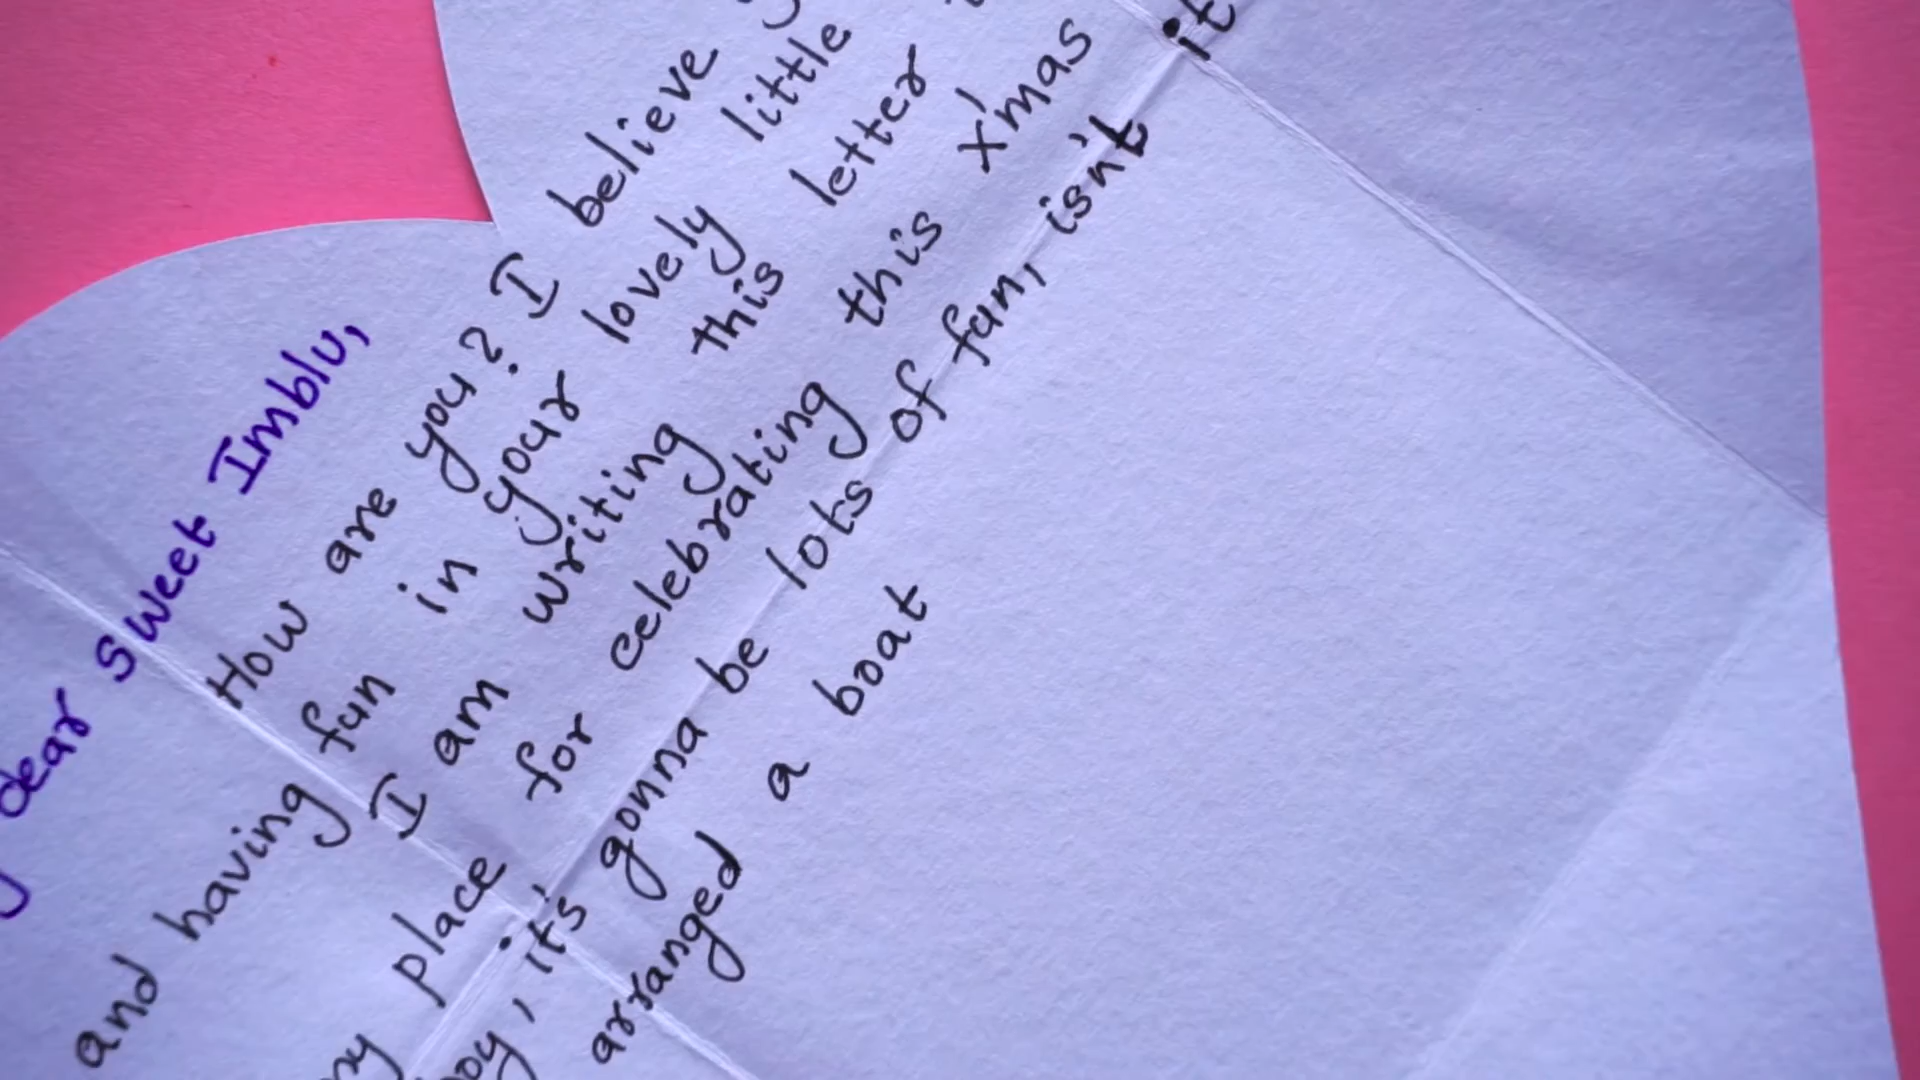 dear sweet Imblu,
How are you? I believe
and having fun in your lovely little
I am writing this letter
place for celebrating this x'mas
it's gonna be lots of fun, isn't it
arranged a boat